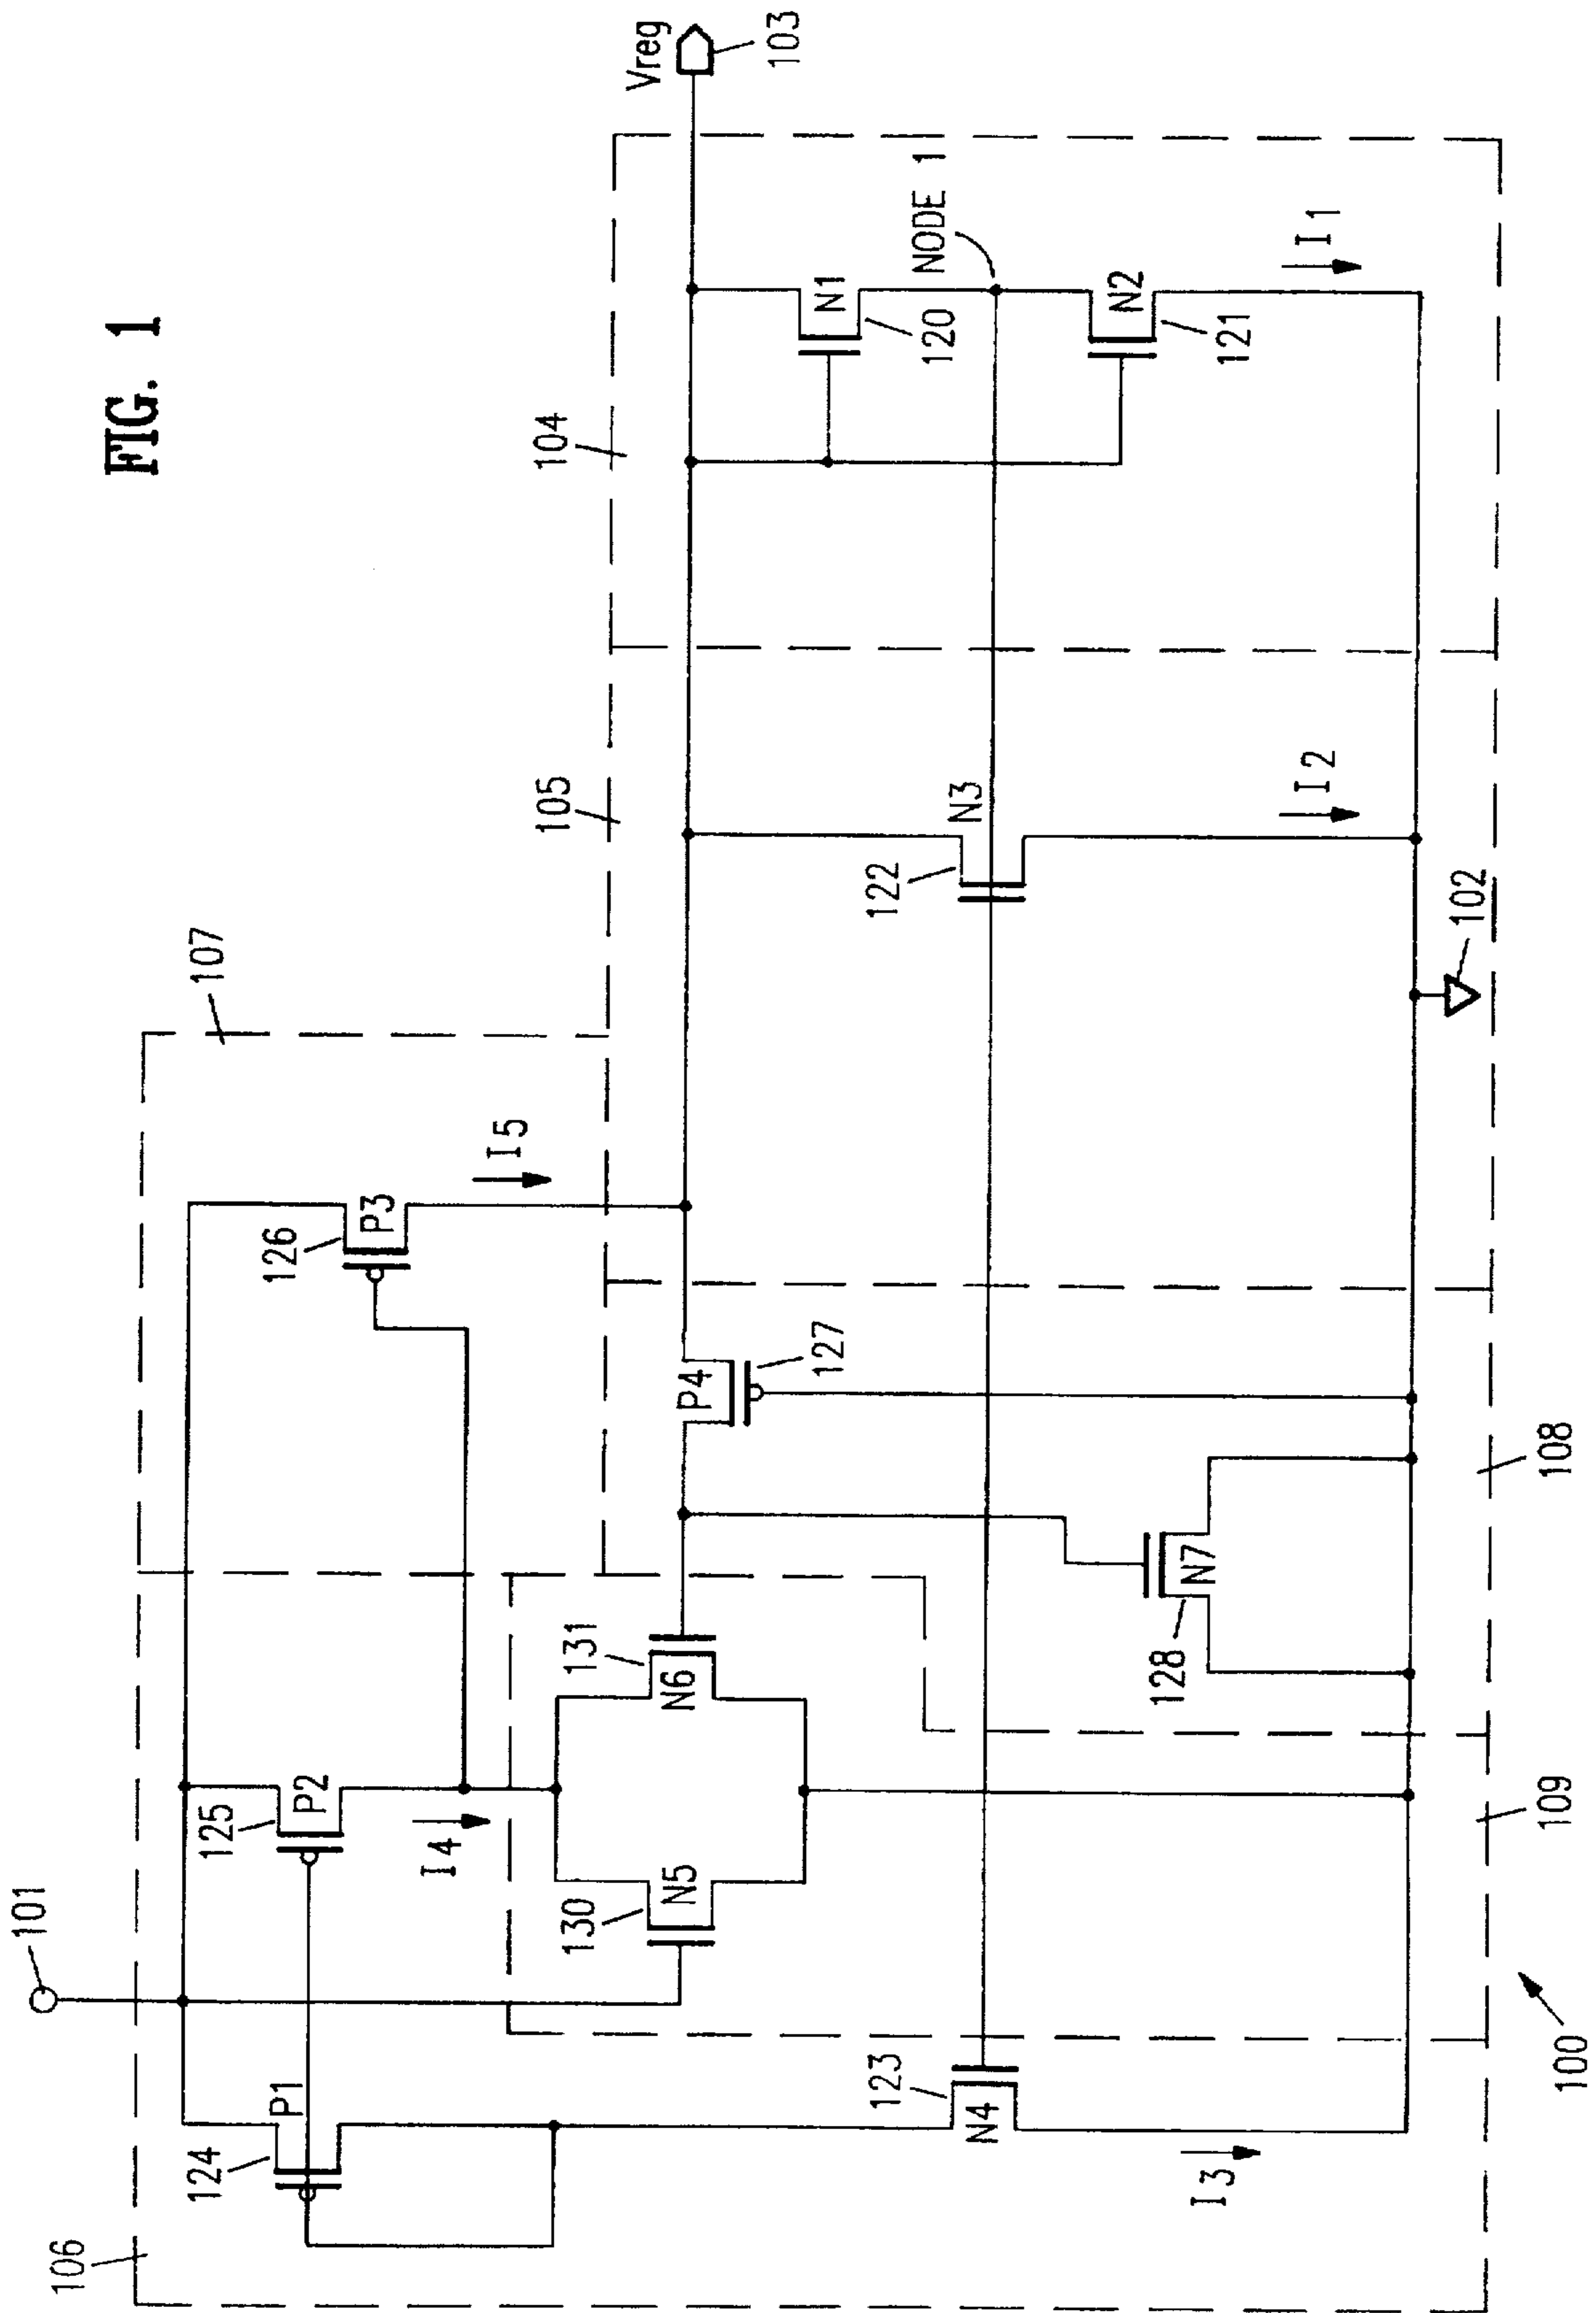 FIG. 1
101
106
124
P1
125
P2
I4
126
P3
I5
107
105
104
Vreg
103
130
N5
131
N6
P4
127
N1
120
NODE 1
123
N4
122
N3
N2
121
128
N7
I3
I2
I1
102
109
108
100